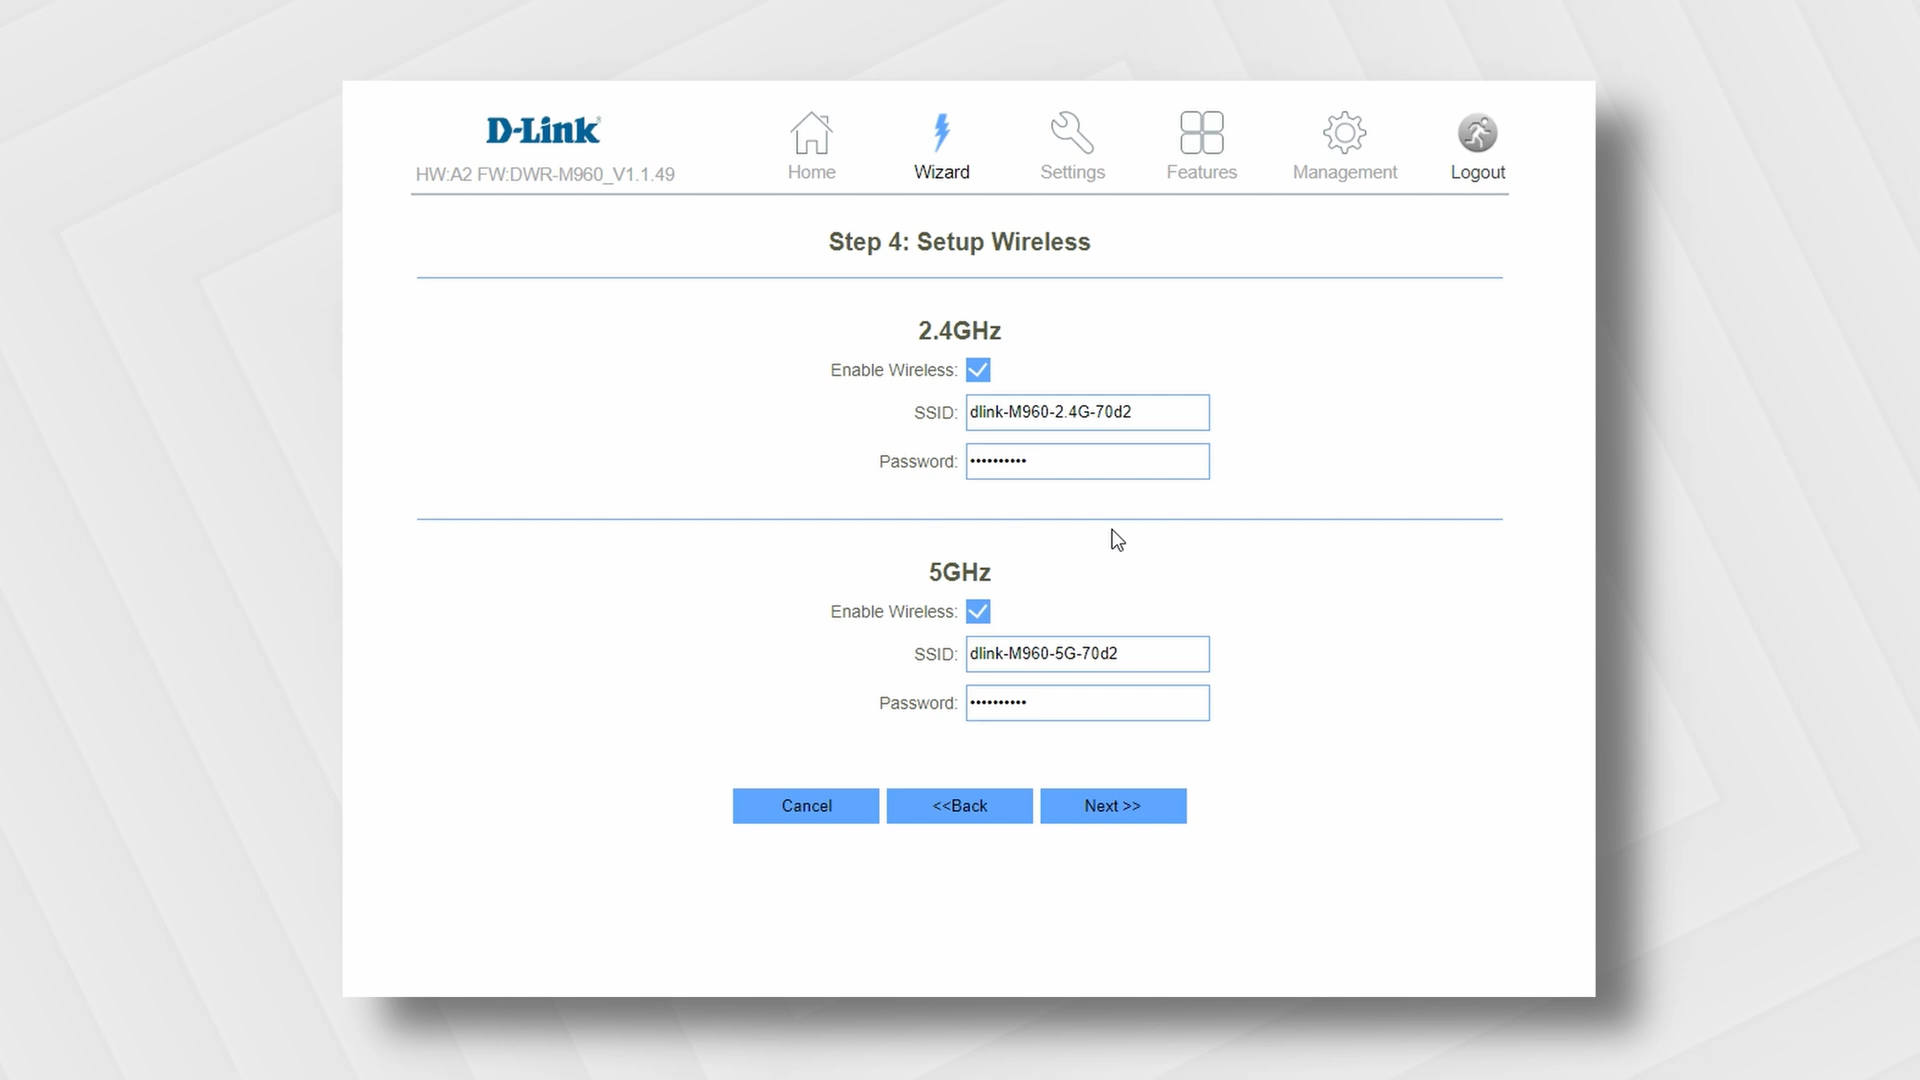 D-Link
HW:A2 FW:DWR-M960_V1.1.49
Home
Wizard
Settings
Features
Management
Logout
Step 4: Setup Wireless
2.4GHz
Enable Wireless:
SSID: dlink-M960-2.4G-70d2
Password: ••••••••••
5GHz
Enable Wireless:
SSID: dlink-M960-5G-70d2
Password: ••••••••••
Cancel
<<Back
Next >>